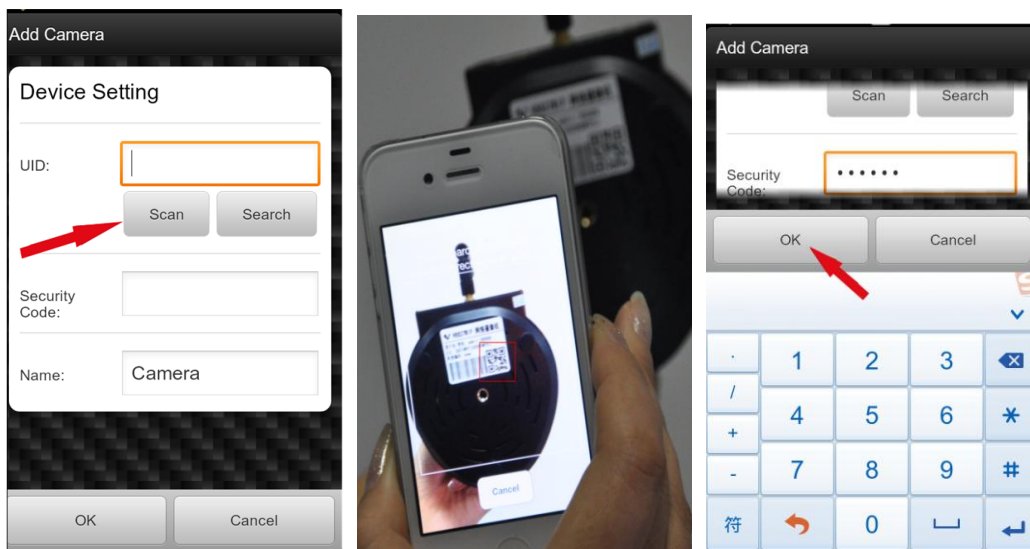 Add Camera
Device Setting
UID:
Scan
Search
Security
Code:
Name:
Camera
OK
Cancel
Cancel
Add Camera
Scan
Search
Security
Code:
••••••
OK
Cancel
.
1
2
3
/
4
5
6
*
+
-
7
8
9
#
符
0